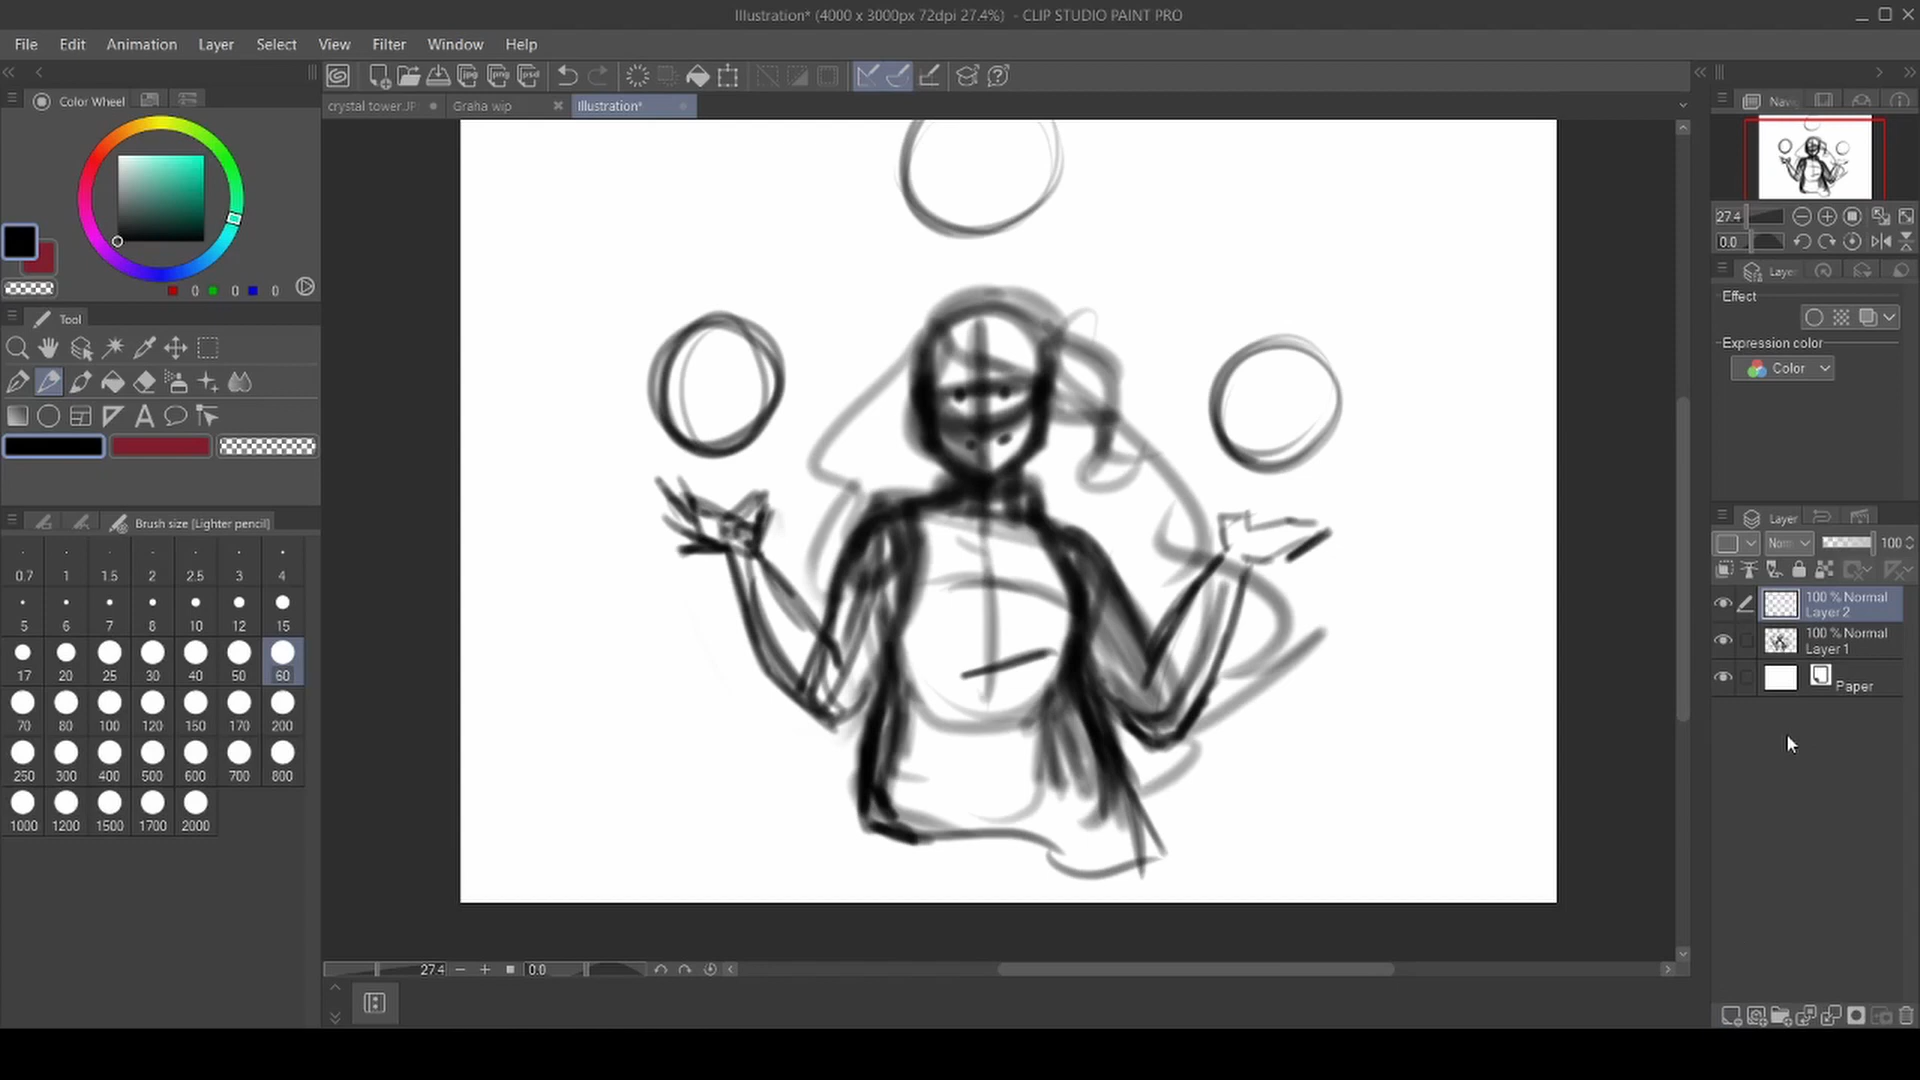 Illustration* (4000 x 3000px 72dpi 27.4%) - CLIP STUDIO PAINT PRO
File Edit Animation Layer Select View Filter Window Help
Color Wheel
crystal tower.JP
Graha wip
Illustration*
Nav
27.4
0.0
0 0 0
Layer
Effect
Expression color
Color
Tool
Brush size [Lighter pencil]
0.7 1 1.5 2 2.5 3 4
5 6 7 8 10 12 15
17 20 25 30 40 50 60
70 80 100 120 150 170 200
250 300 400 500 600 700 800
1000 1200 1500 1700 2000
Layer
Norn 100
100 % Normal
Layer 2
100 % Normal
Layer 1
Paper
27.4 0.0